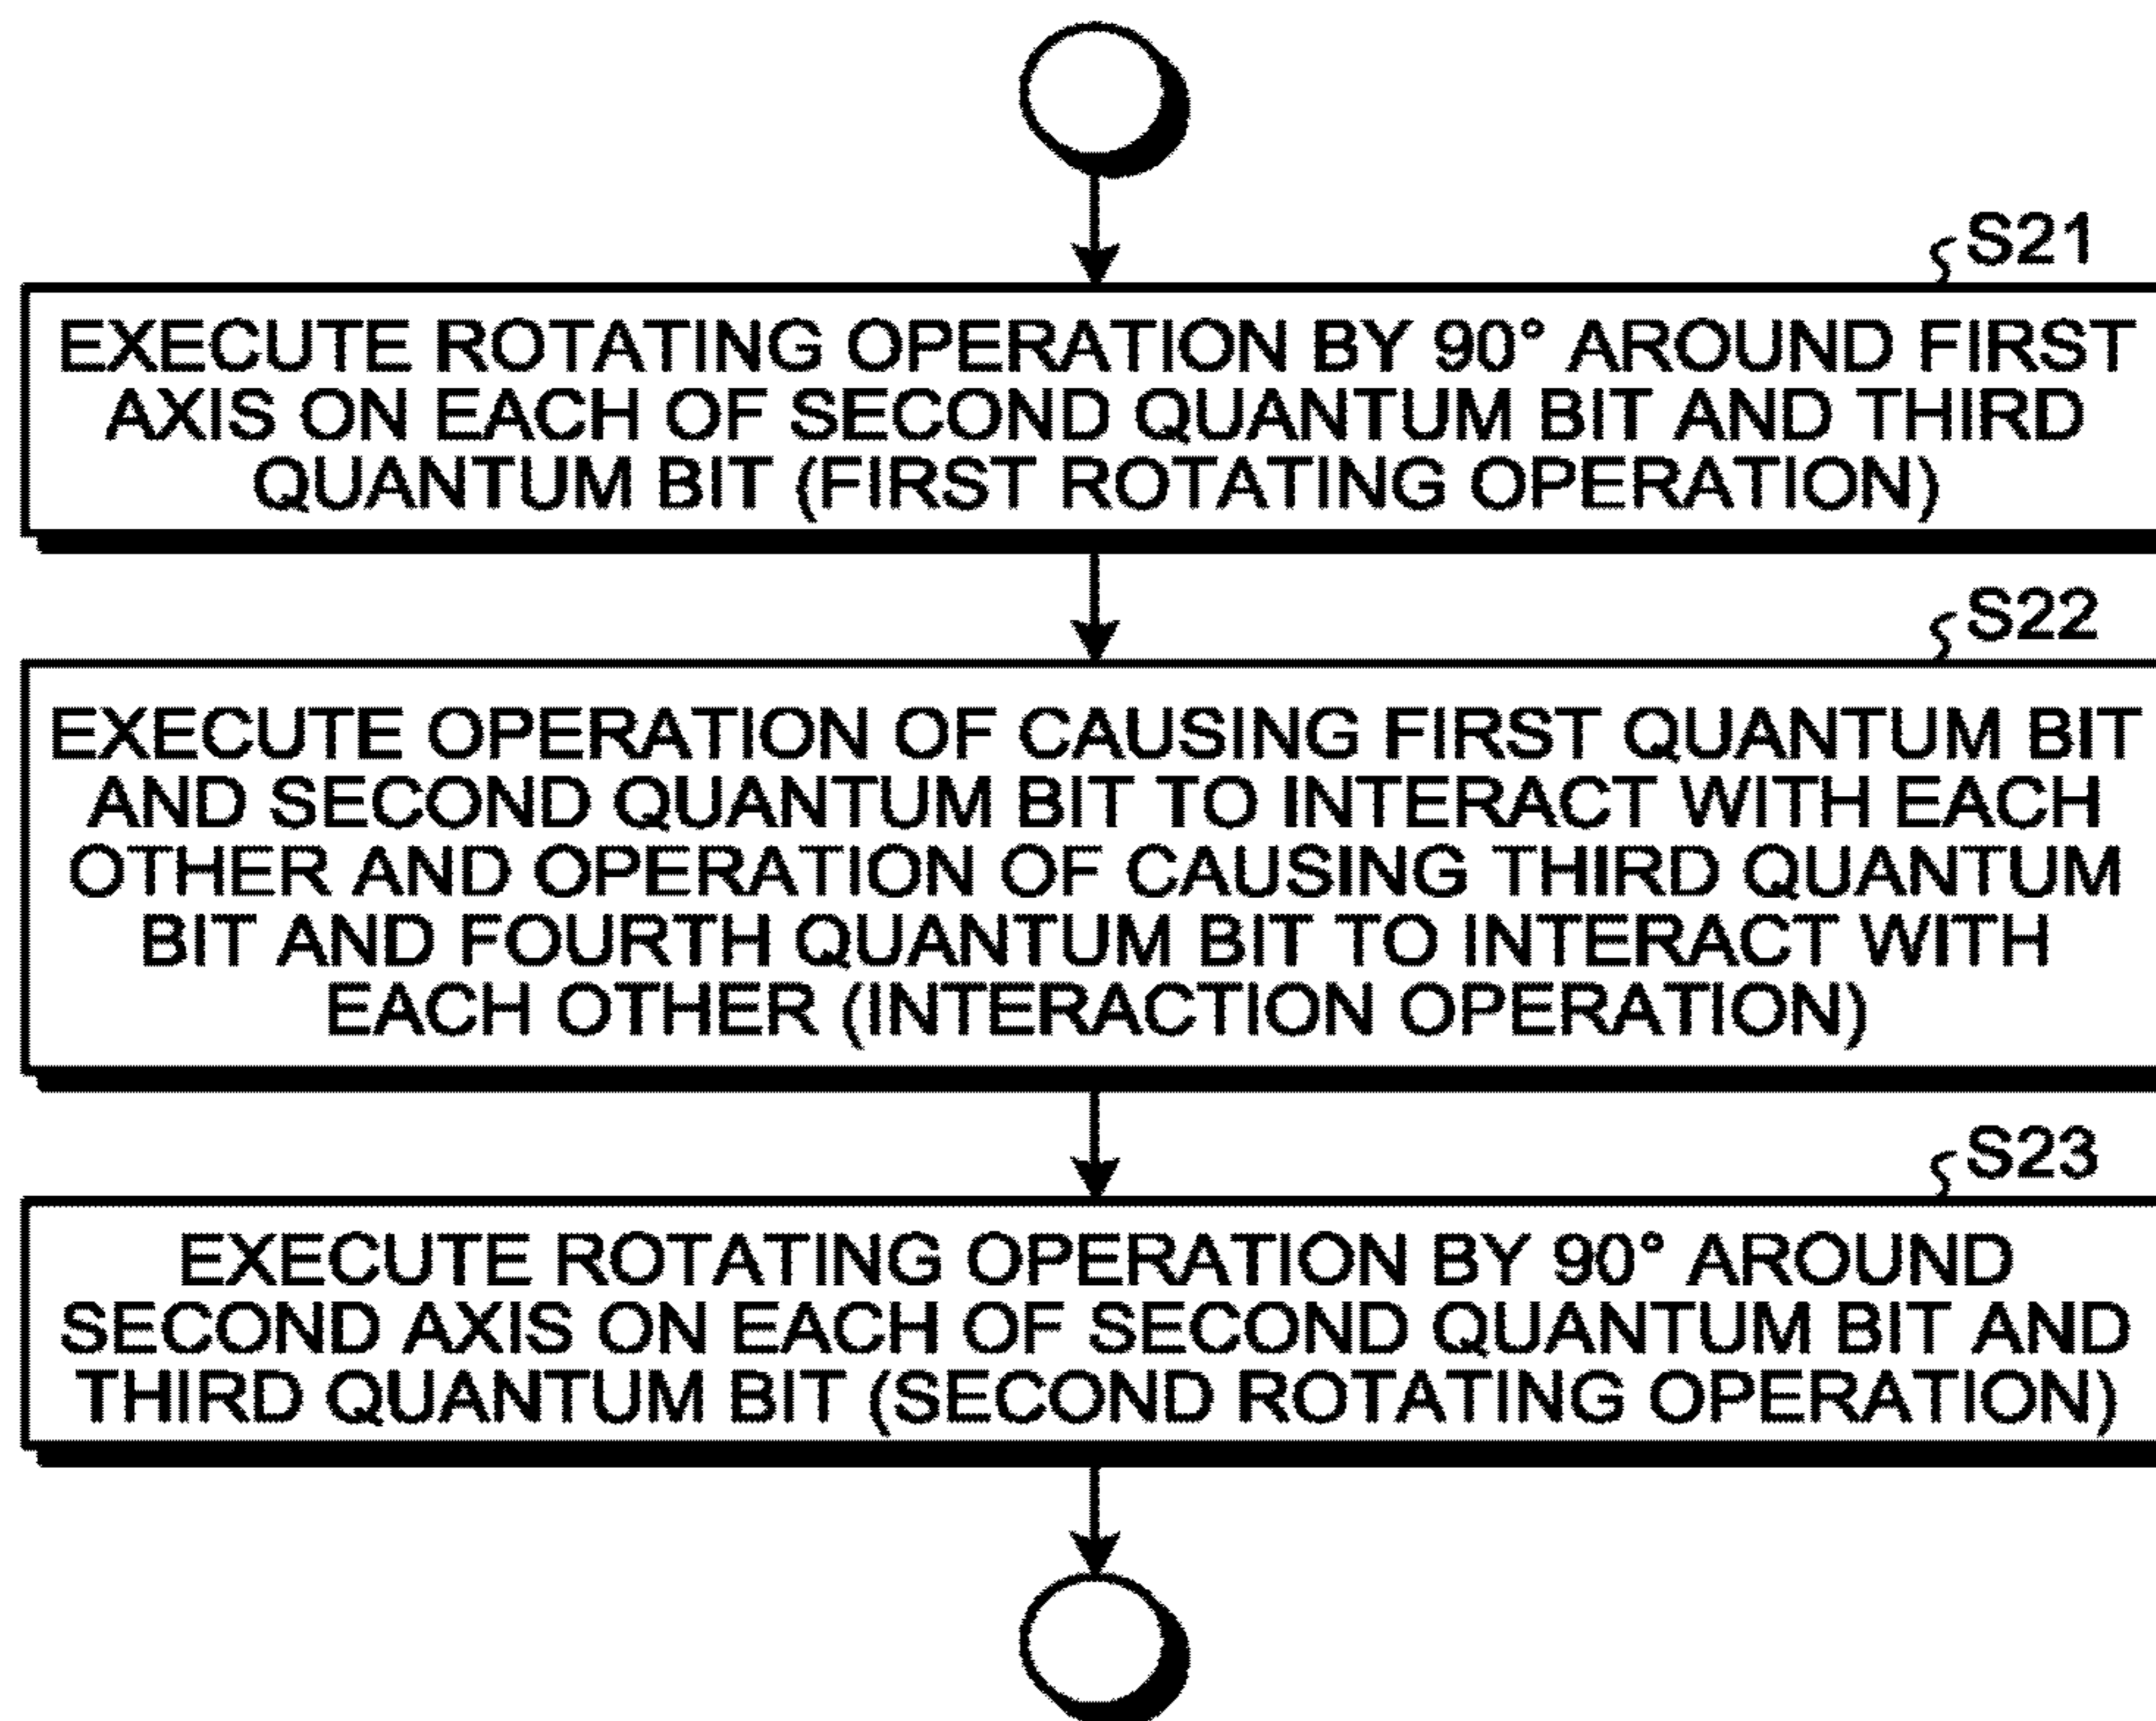 S21
EXECUTE ROTATING OPERATION BY 90° AROUND FIRST
AXIS ON EACH OF SECOND QUANTUM BIT AND THIRD
QUANTUM BIT (FIRST ROTATING OPERATION)
S22
EXECUTE OPERATION OF CAUSING FIRST QUANTUM BIT
AND SECOND QUANTUM BIT TO INTERACT WITH EACH
OTHER AND OPERATION OF CAUSING THIRD QUANTUM
BIT AND FOURTH QUANTUM BIT TO INTERACT WITH
EACH OTHER (INTERACTION OPERATION)
S23
EXECUTE ROTATING OPERATION BY 90° AROUND
SECOND AXIS ON EACH OF SECOND QUANTUM BIT AND
THIRD QUANTUM BIT (SECOND ROTATING OPERATION)